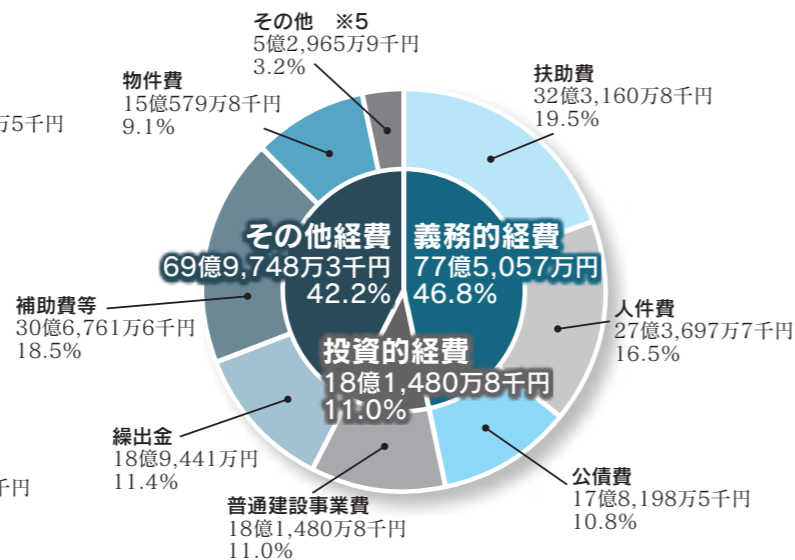 その他　※5
5億2,965万9千円
3.2%
物件費
15億579万8千円
9.1%
扶助費
32億3,160万8千円
19.5%
万5千円
その他経費
69億9,748万3千円
42.2%
義務的経費
77億5,057万円
46.8%
補助費等
30億6,761万6千円
18.5%
人件費
27億3,697万7千円
16.5%
投資的経費
18億1,480万8千円
11.0%
繰出金
18億9,441万円
11.4%
公債費
17億8,198万5千円
10.8%
千円
普通建設事業費
18億1,480万8千円
11.0%